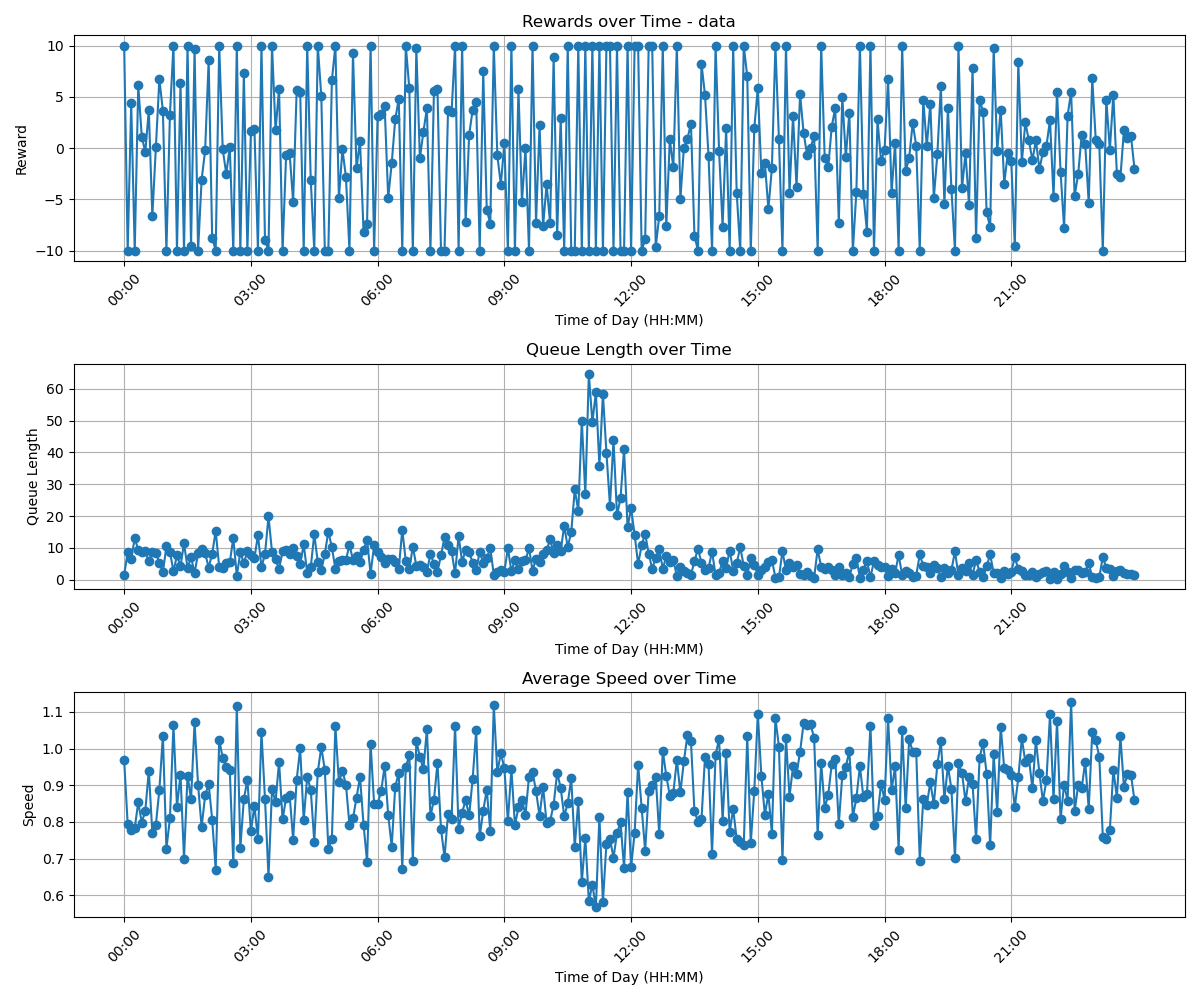 Rewards over Time - data
Reward
10
5
0
−5
−10
00:00 03:00 06:00 09:00 12:00 15:00 18:00 21:00
Time of Day (HH:MM)
Queue Length over Time
Queue Length
60
50
40
30
20
10
0
00:00 03:00 06:00 09:00 12:00 15:00 18:00 21:00
Time of Day (HH:MM)
Average Speed over Time
Speed
1.1
1.0
0.9
0.8
0.7
0.6
00:00 03:00 06:00 09:00 12:00 15:00 18:00 21:00
Time of Day (HH:MM)